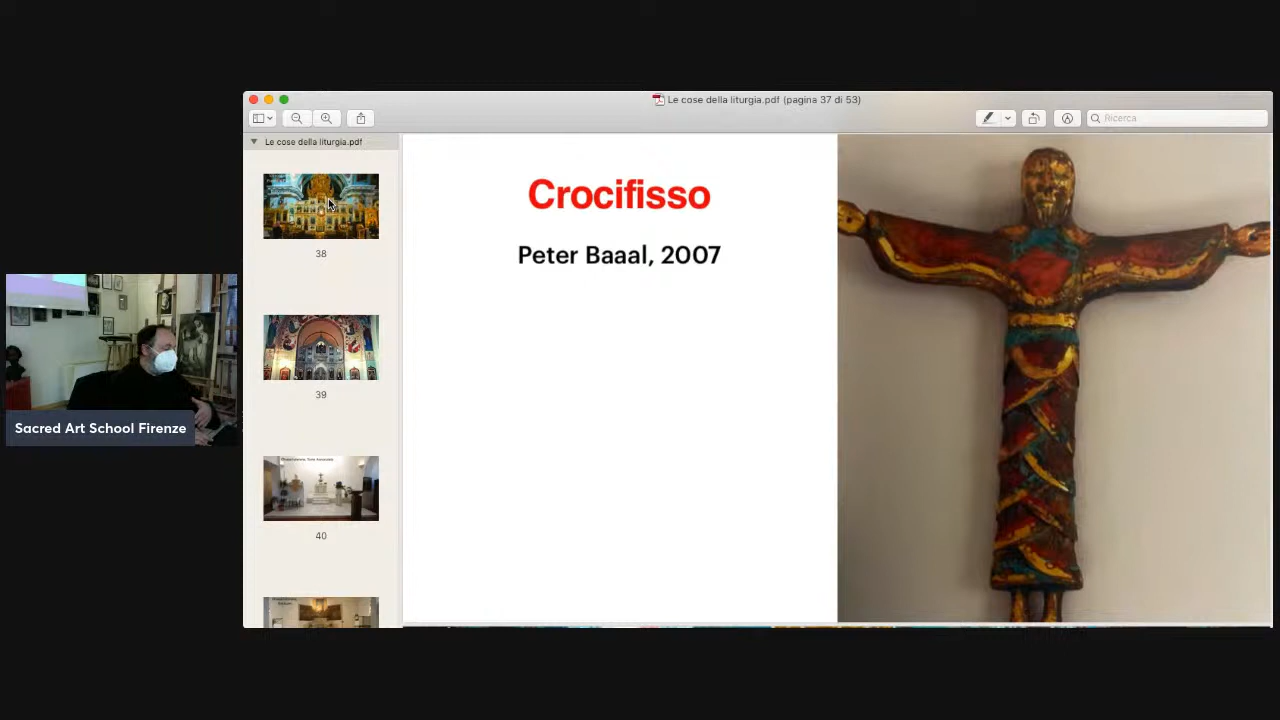 Le cose della liturgia.pdf (pagina 37 di 53)
Ricerca
Le cose della liturgia.pdf
38
39
40
Crocifisso
Peter Baaal, 2007
Sacred Art School Firenze